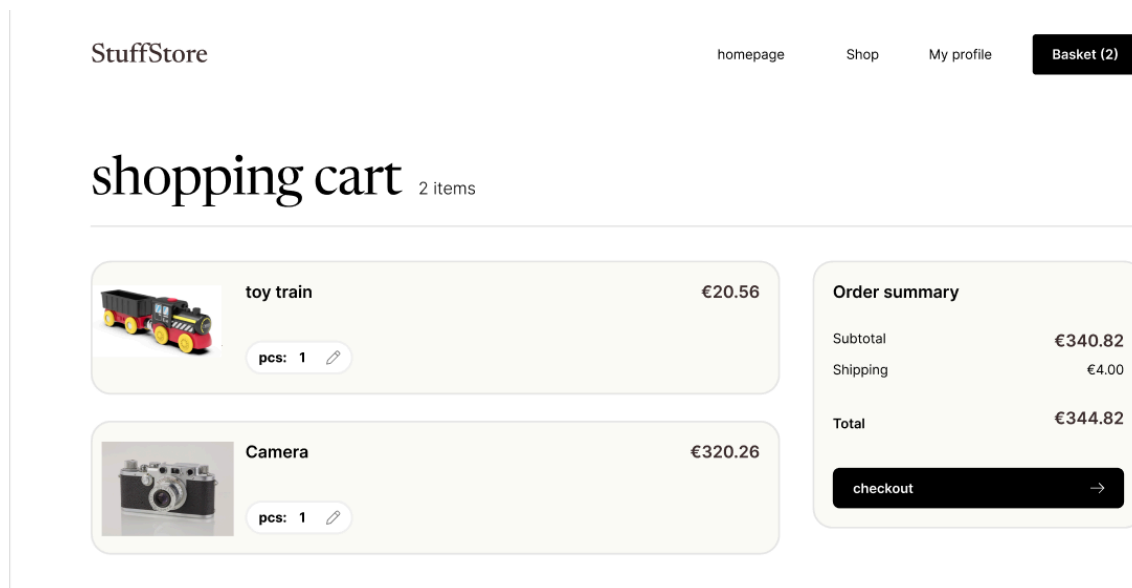 StuffStore
homepage Shop My profile Basket (2)
shopping cart 2 items
toy train €20.56
pcs: 1
Camera €320.26
pcs: 1
Order summary
Subtotal €340.82
Shipping €4.00
Total €344.82
checkout